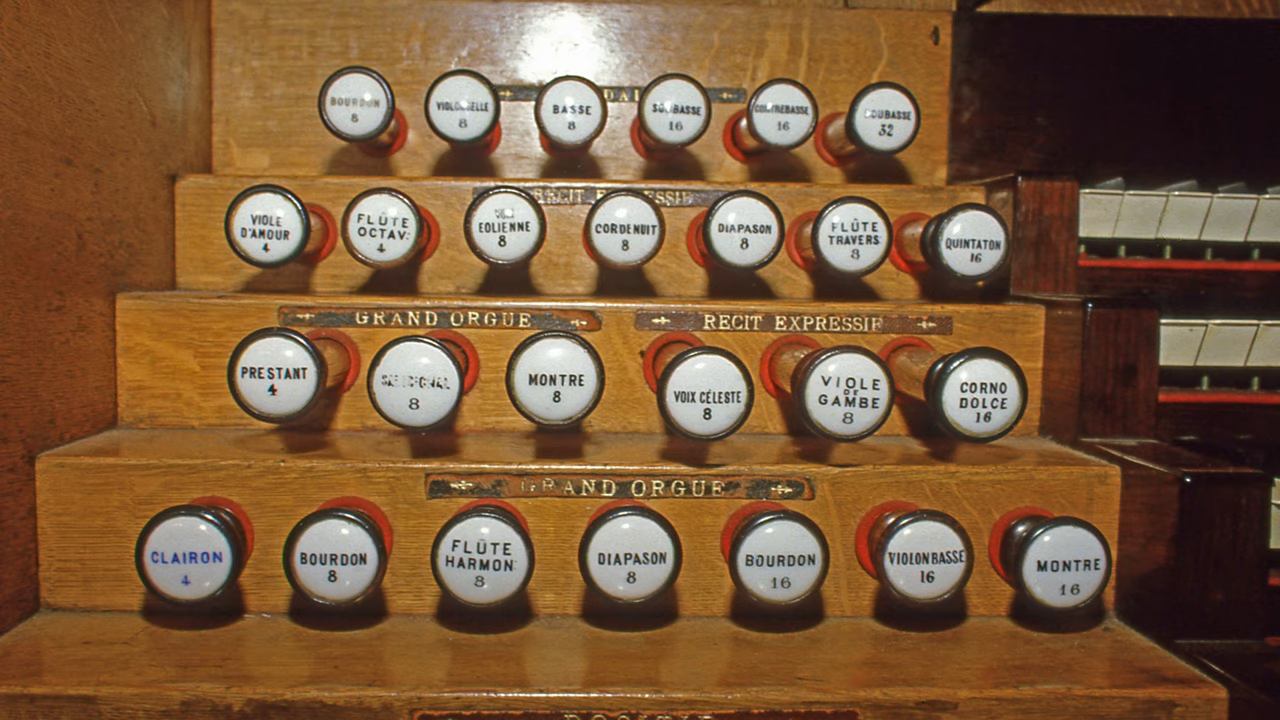 BOURDON
8
VIOLONCELLE
8
BASSE
8
SOUBASSE
16
CONTREBASSE
16
SOUBASSE
32
RECIT EXPRESSIF
VIOLE
D'AMOUR
4
FLÛTE
OCTAV:
4
EOLIENNE
8
CORDENUIT
8
DIAPASON
8
FLÛTE
TRAVERS
8
QUINTATON
16
GRAND ORGUE
RECIT EXPRESSIF
PRESTANT
4
8
MONTRE
8
VOIX CÉLESTE
8
VIOLE
DE
GAMBE
8
CORNO
DOLCE
16
GRAND ORGUE
CLAIRON
4
BOURDON
8
FLÛTE
HARMON:
8
DIAPASON
8
BOURDON
16
VIOLONBASSE
16
MONTRE
16